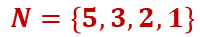 N = {5, 3, 2, 1}